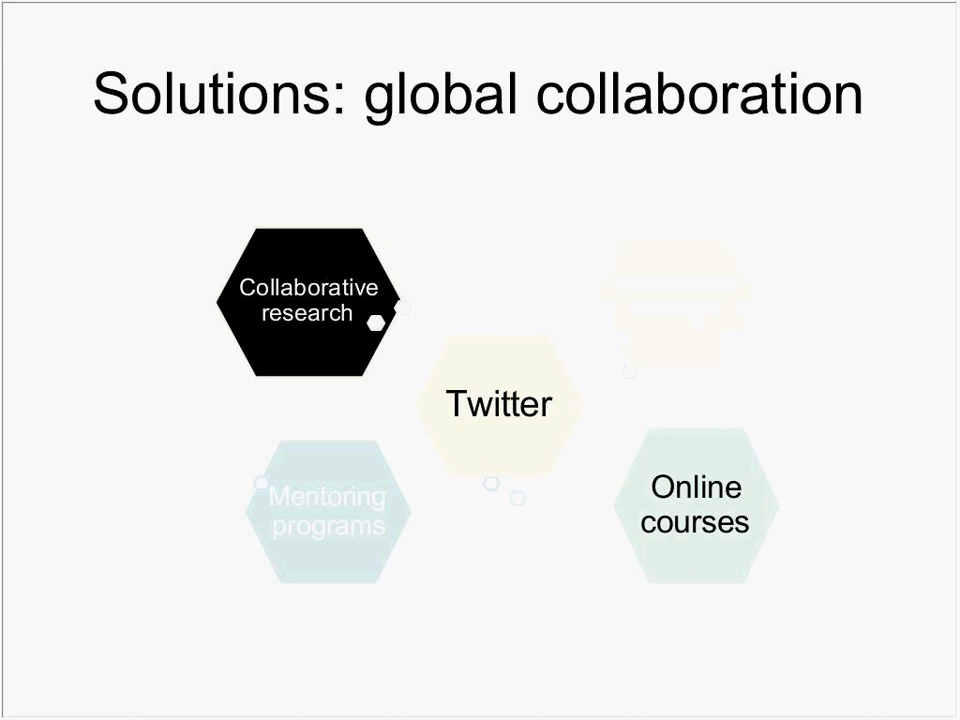 Solutions: global collaboration
Collaborative
research
Twitter
Mentoring
programs
Online
courses